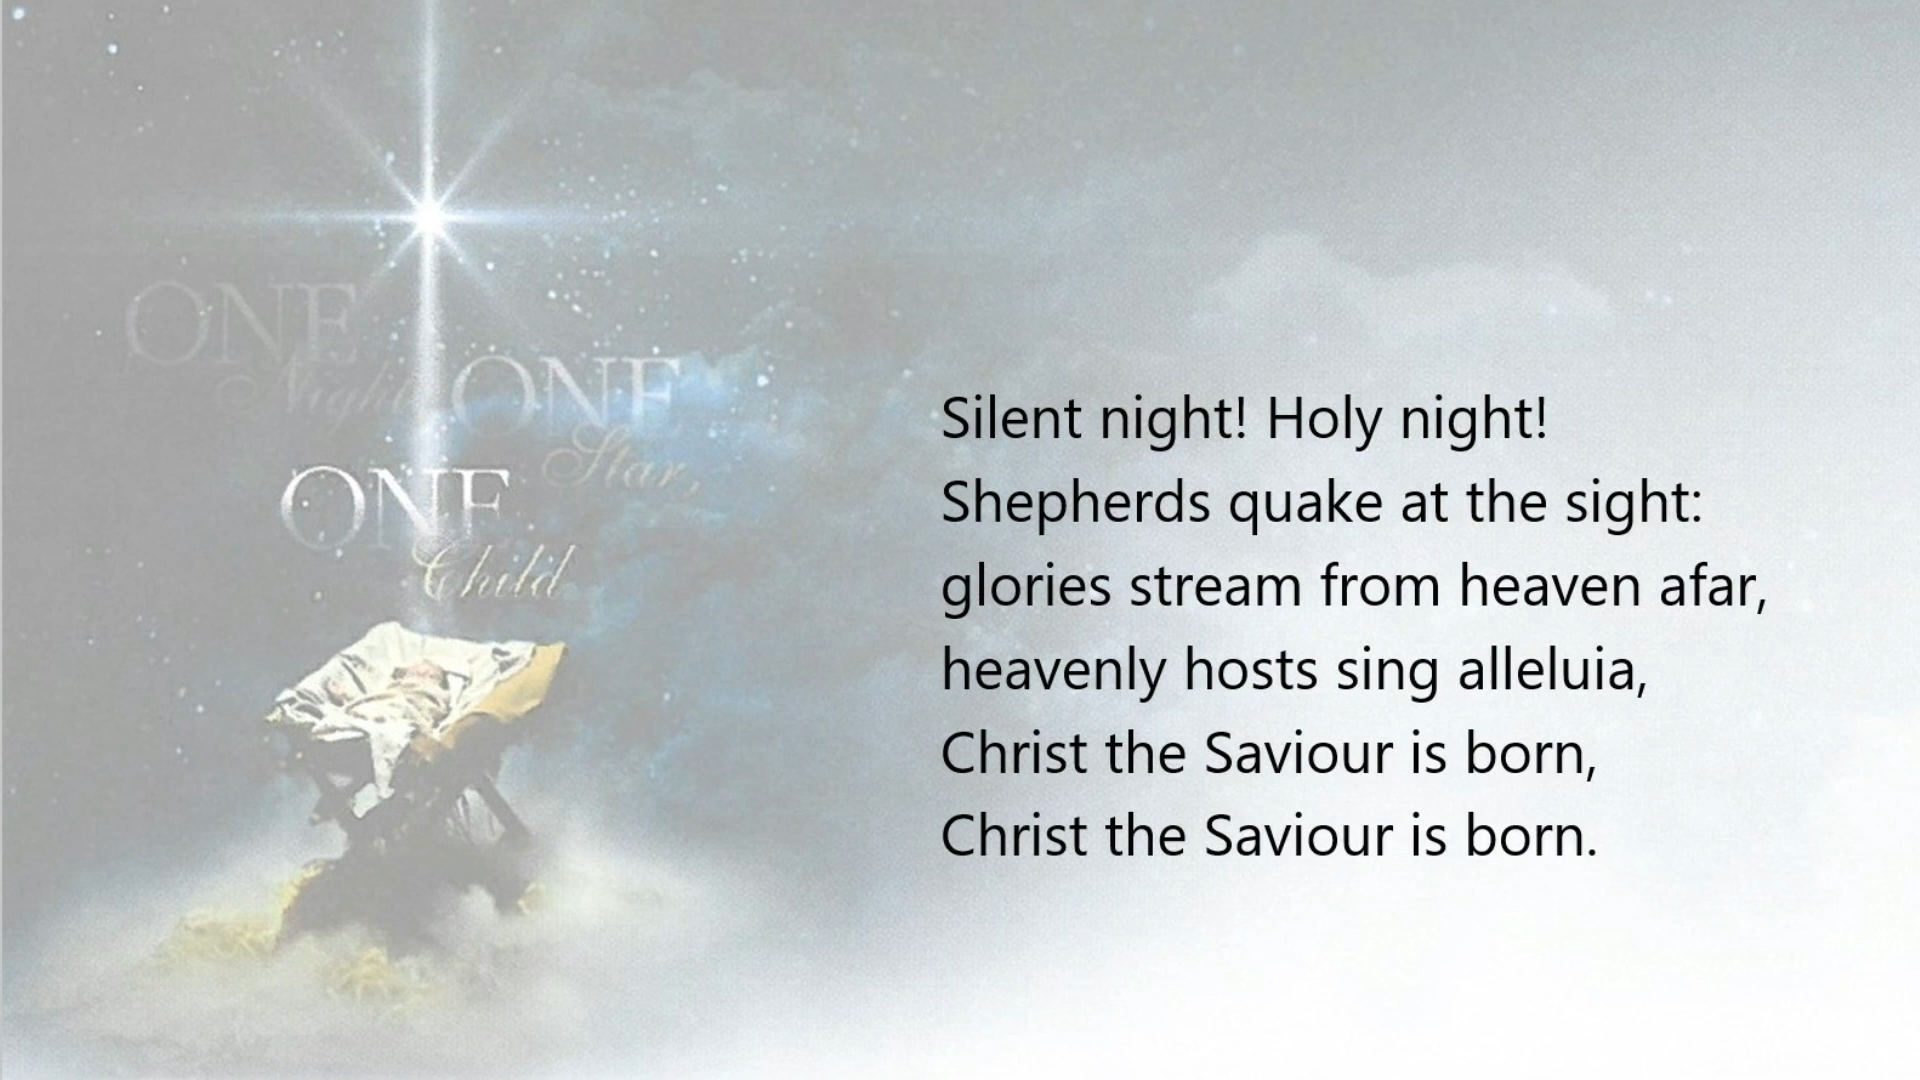 ONE
Night
ONE
Star,
ONE
Child
Silent night! Holy night!
Shepherds quake at the sight:
glories stream from heaven afar,
heavenly hosts sing alleluia,
Christ the Saviour is born,
Christ the Saviour is born.